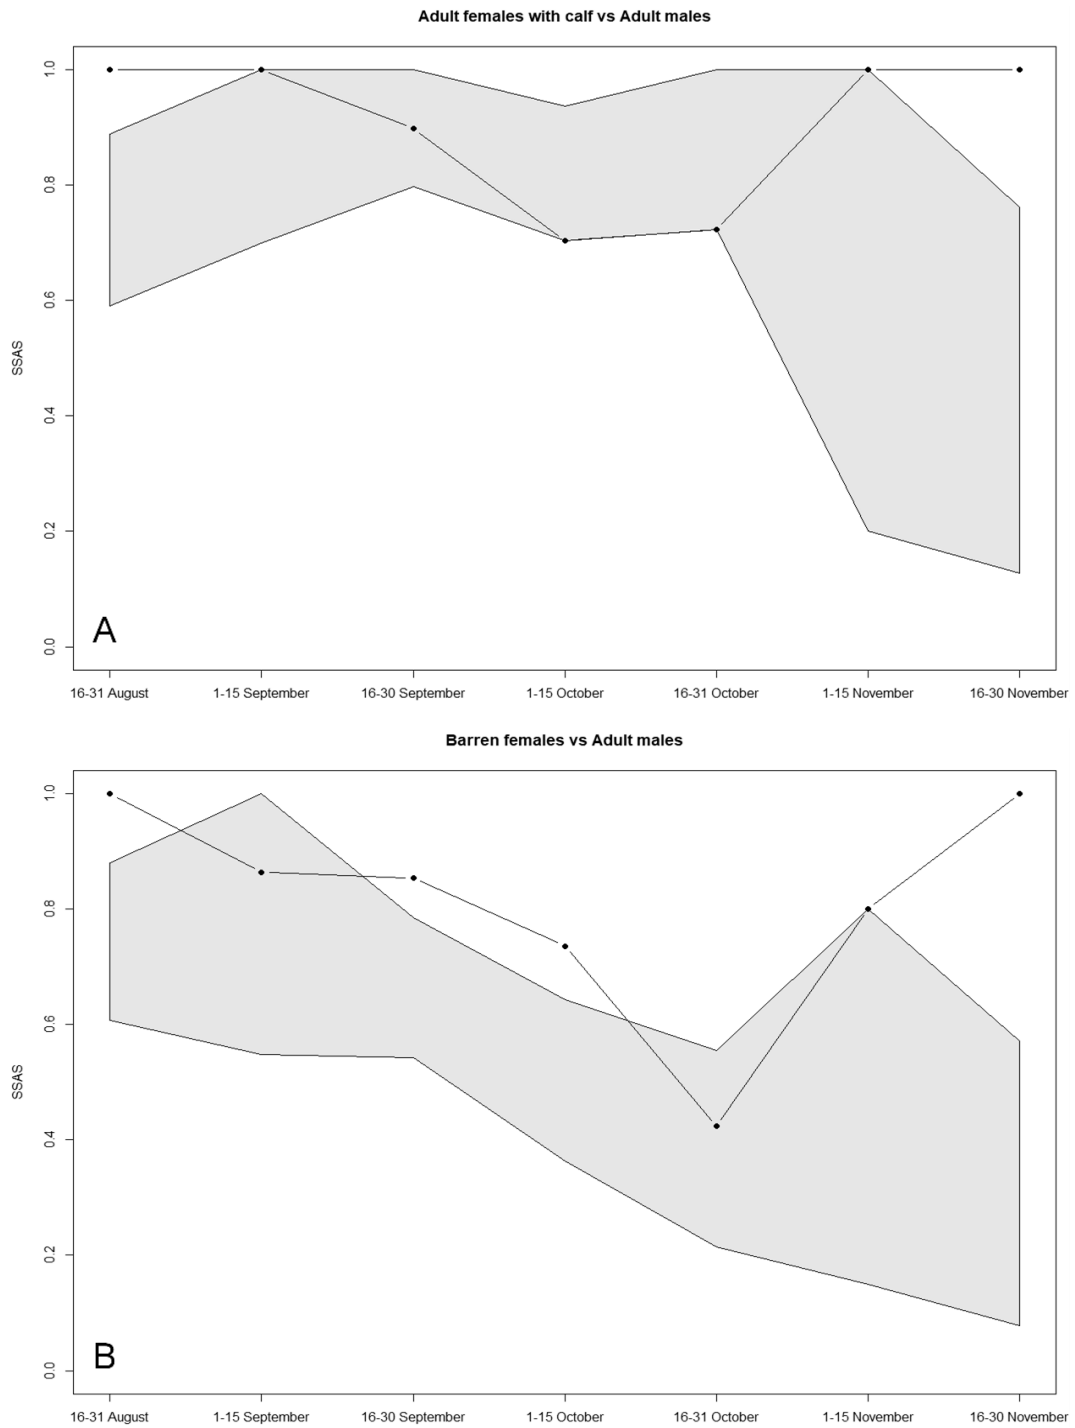 Adult females with calf vs Adult males
1.0
0.8
0.6
SSAS
0.4
0.2
0.0
A
16-31 August 1-15 September 16-30 September 1-15 October 16-31 October 1-15 November 16-30 November
Barren females vs Adult males
1.0
0.8
0.6
SSAS
0.4
0.2
0.0
B
16-31 August 1-15 September 16-30 September 1-15 October 16-31 October 1-15 November 16-30 November